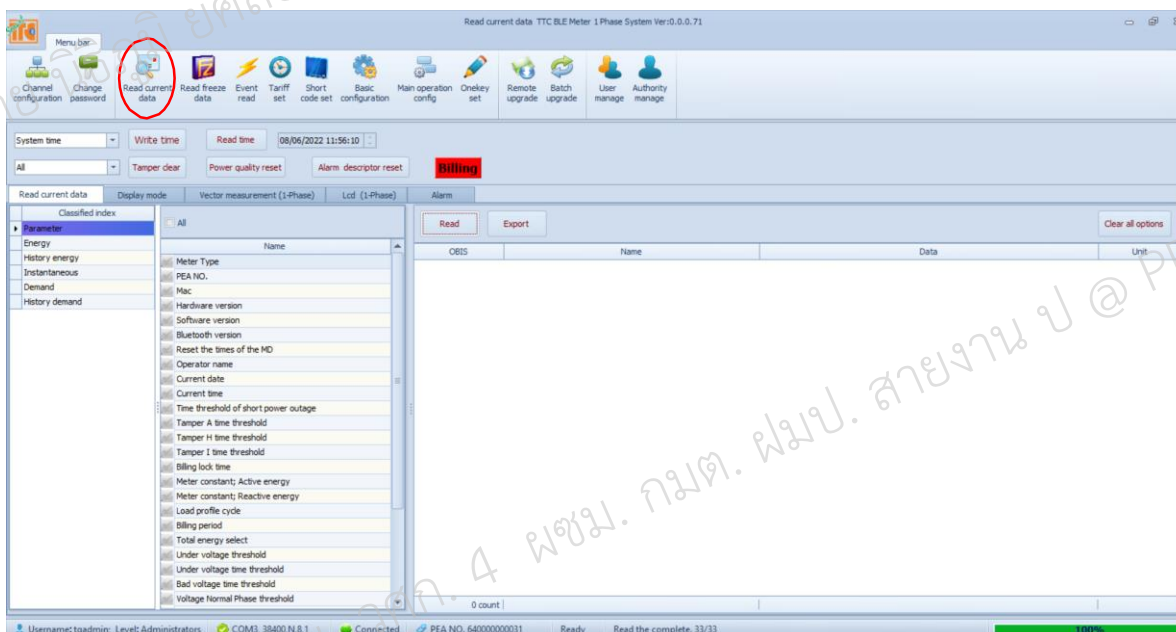 Read current data TTC BLE Meter 1 Phase System Ver:0.0.0.71
TTC
Menu bar
Channel configuration
Change password
Read current data
Read freeze data
Event read
Tariff set
Short code set
Basic configuration
Main operation config
Onekey set
Remote upgrade
Batch upgrade
User manage
Authority manage
System time
Write time
Read time
08/06/2022 11:56:10
All
Tamper clear
Power quality reset
Alarm descriptor reset
Billing
Read current data
Display mode
Vector measurement (1-Phase)
Lcd (1-Phase)
Alarm
Classified index
Parameter
Energy
History energy
Instantaneous
Demand
History demand
All
Name
Meter Type
PEA NO.
Mac
Hardware version
Software version
Bluetooth version
Reset the times of the MD
Operator name
Current date
Current time
Time threshold of short power outage
Tamper A time threshold
Tamper H time threshold
Tamper I time threshold
Billing lock time
Meter constant; Active energy
Meter constant; Reactive energy
Load profile cycle
Billing period
Total energy select
Under voltage threshold
Under voltage time threshold
Bad voltage time threshold
Voltage Normal Phase threshold
Read
Export
Clear all options
OBIS
Name
Data
Unit
0 count
4 ผซม. กมต. ฝมป. สายงาน ป @
Username: tgadmin; Level: Administrators
COM3, 38400 N.8.1
Connected
PEA NO. 640000000031
Ready
Read the complete. 33/33
100%